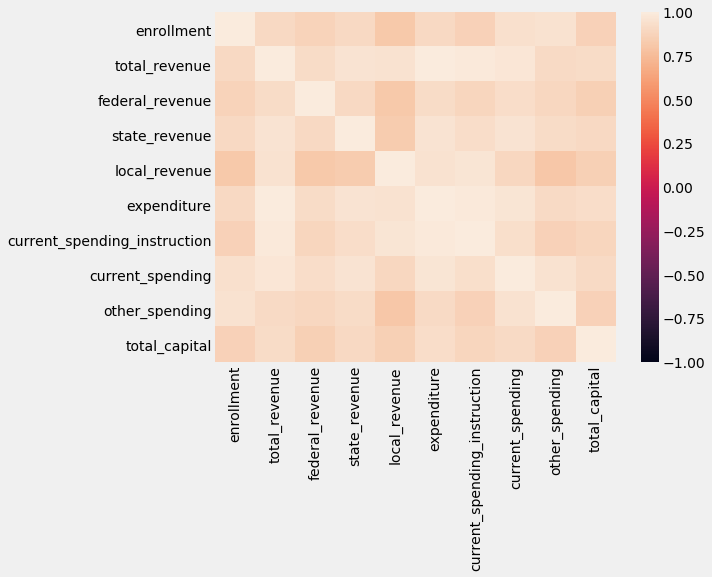 enrollment
total_revenue
federal_revenue
state_revenue
local_revenue
expenditure
current_spending_instruction
current_spending
other_spending
total_capital
1.00
0.75
0.50
0.25
0.00
−0.25
−0.50
−0.75
−1.00
enrollment
total_revenue
federal_revenue
state_revenue
local_revenue
expenditure
current_spending_instruction
current_spending
other_spending
total_capital